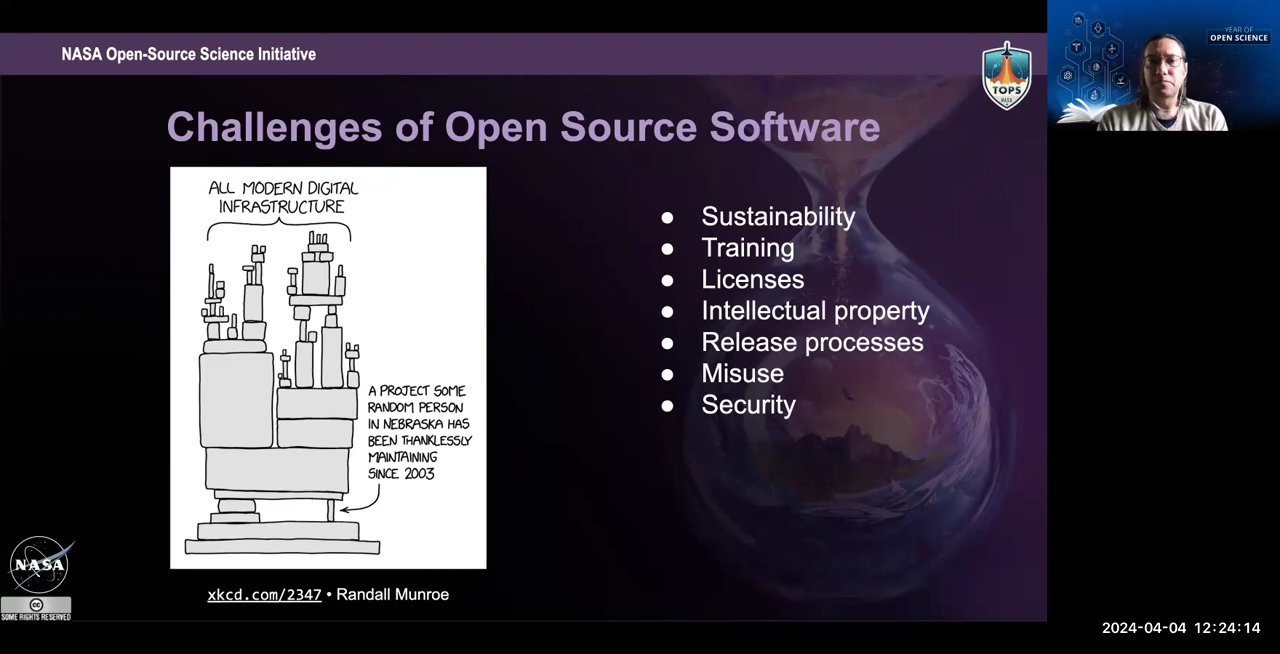 NASA Open-Source Science Initiative
TOPS
NASA
YEAR OF
OPEN SCIENCE
Challenges of Open Source Software
ALL MODERN DIGITAL
INFRASTRUCTURE
A PROJECT SOME
RANDOM PERSON
IN NEBRASKA HAS
BEEN THANKLESSLY
MAINTAINING
SINCE 2003
● Sustainability
● Training
● Licenses
● Intellectual property
● Release processes
● Misuse
● Security
NASA
cc
SOME RIGHTS RESERVED
xkcd.com/2347 • Randall Munroe
2024-04-04 12:24:14